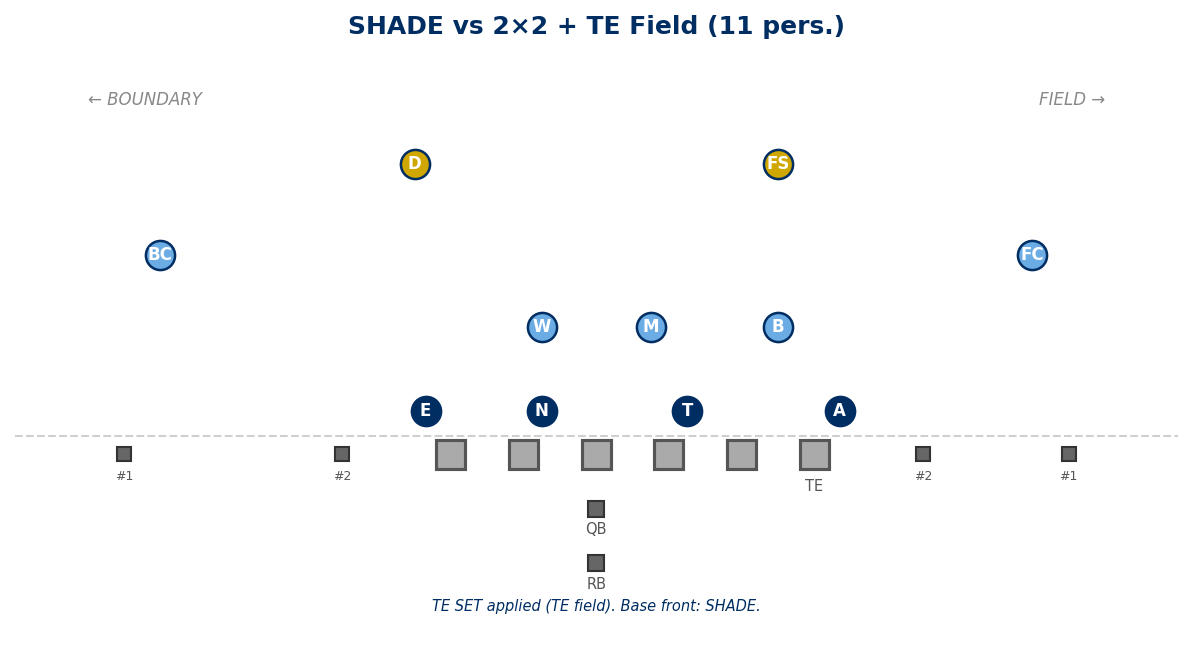 SHADE vs 2×2 + TE Field (11 pers.)
← BOUNDARY
FIELD →
D
FS
BC
FC
W
M
B
E
N
T
A
#1
#2
TE
#2
#1
QB
RB
TE SET applied (TE field). Base front: SHADE.